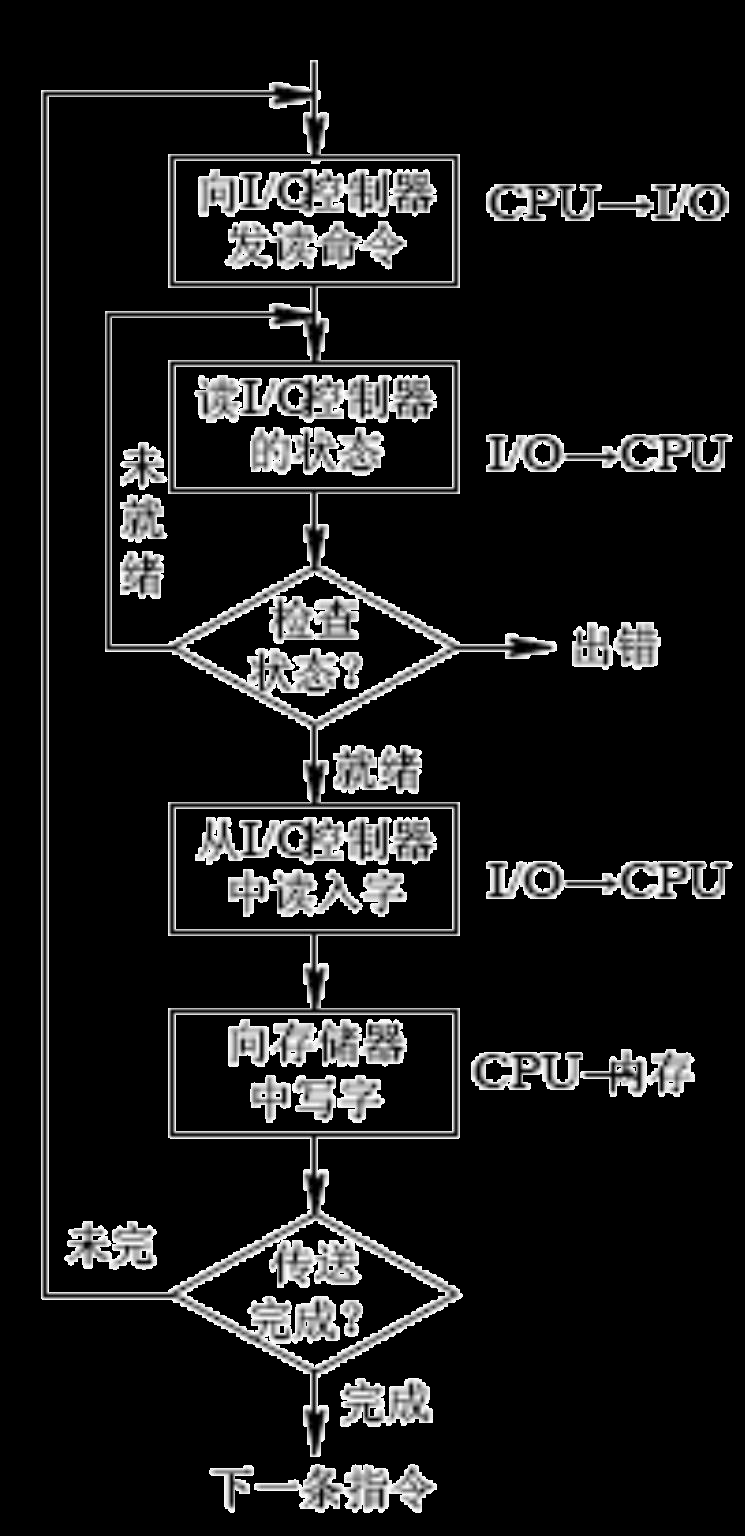 向I/O控制器
发读命令
CPU→I/O
读I/O控制器
的状态
I/O→CPU
未
就
绪
检查
状态?
出错
就绪
从I/O控制器
中读入字
I/O→CPU
向存储器
中写字
CPU→内存
未完
传送
完成?
完成
下一条指令